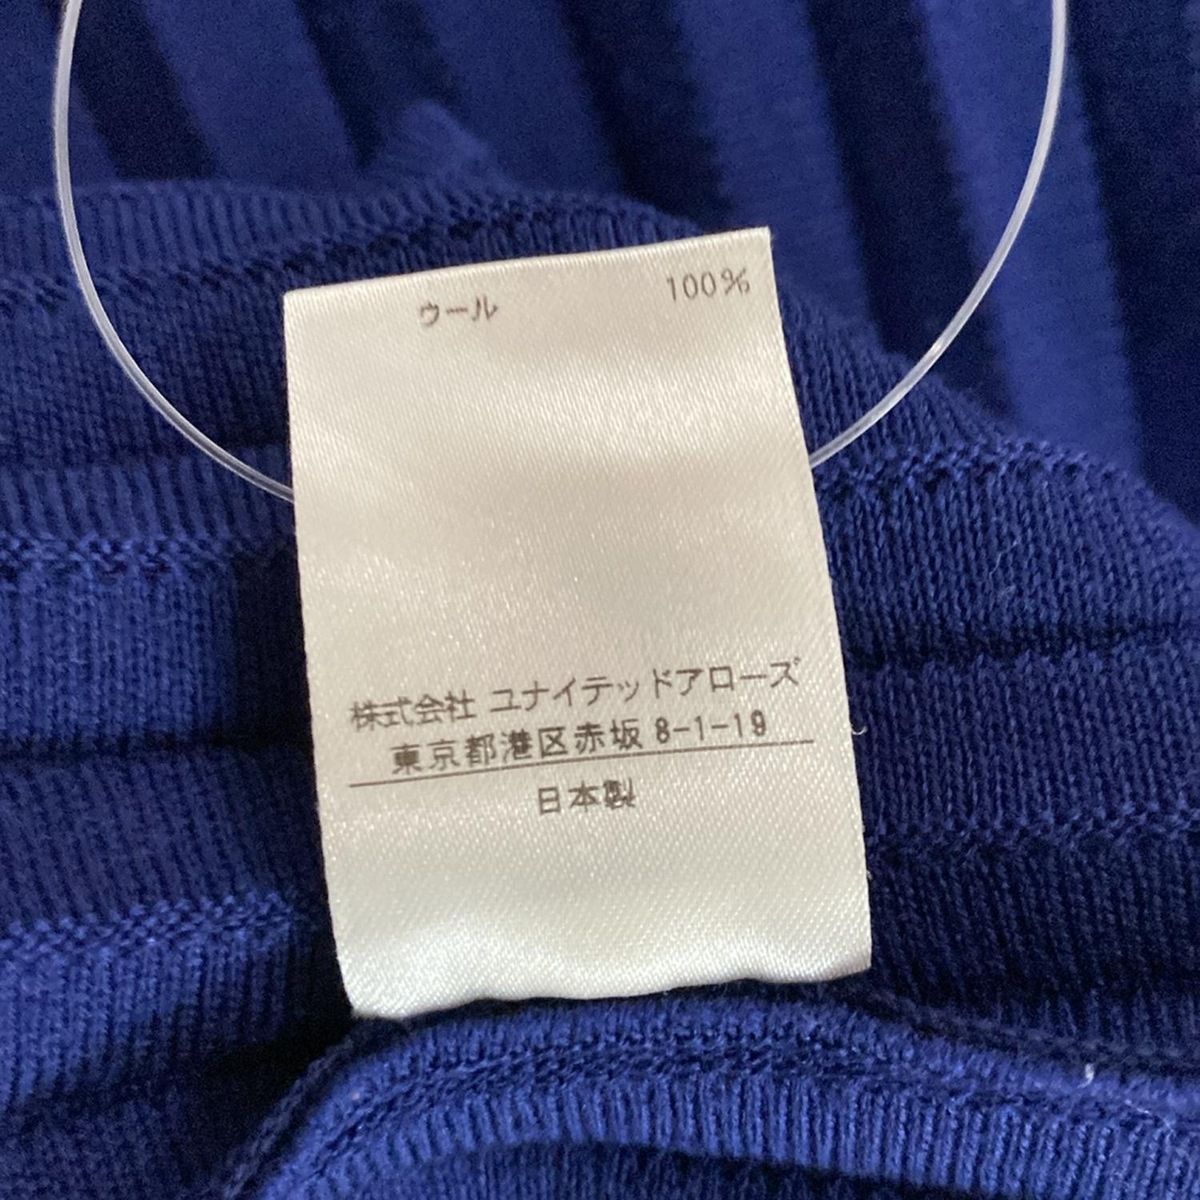 ウール 100%
株式会社 ユナイテッドアローズ
東京都港区赤坂 8-1-19
日本製